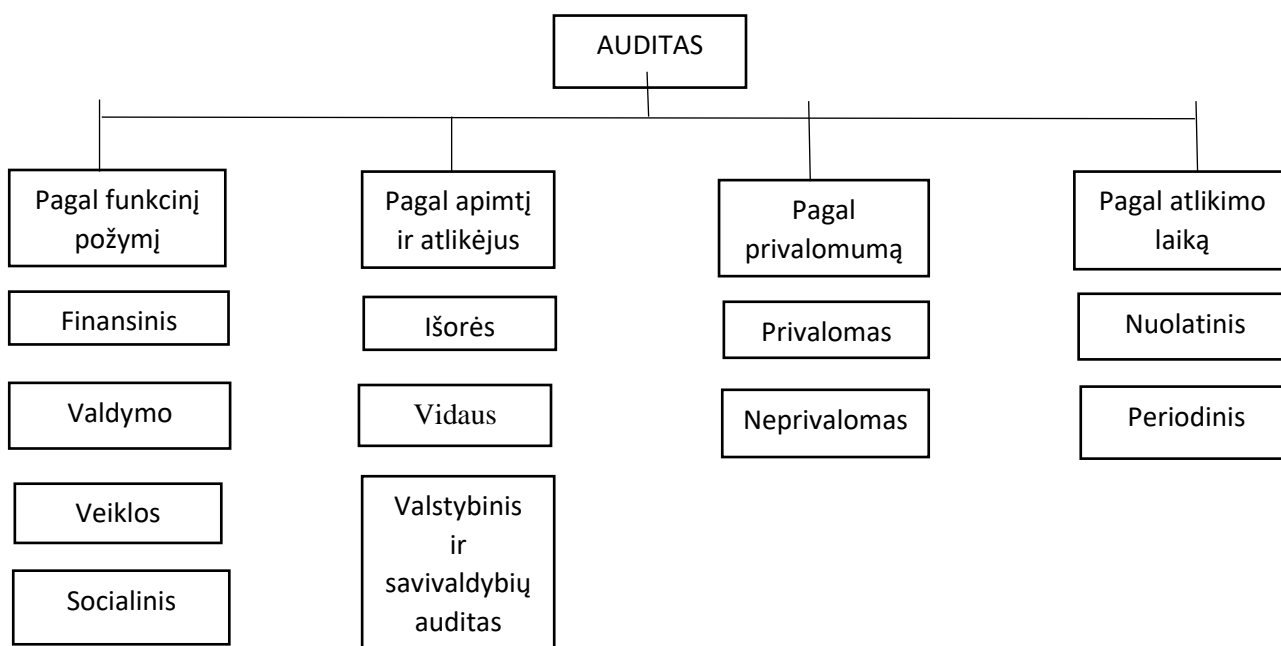 AUDITAS
Pagal funkcinį
požymį
Finansinis
Valdymo
Veiklos
Socialinis
Pagal apimtį
ir atlikėjus
Išorės
Vidaus
Valstybinis
ir
savivaldybių
auditas
Pagal
privalomumą
Privalomas
Neprivalomas
Pagal atlikimo
laiką
Nuolatinis
Periodinis